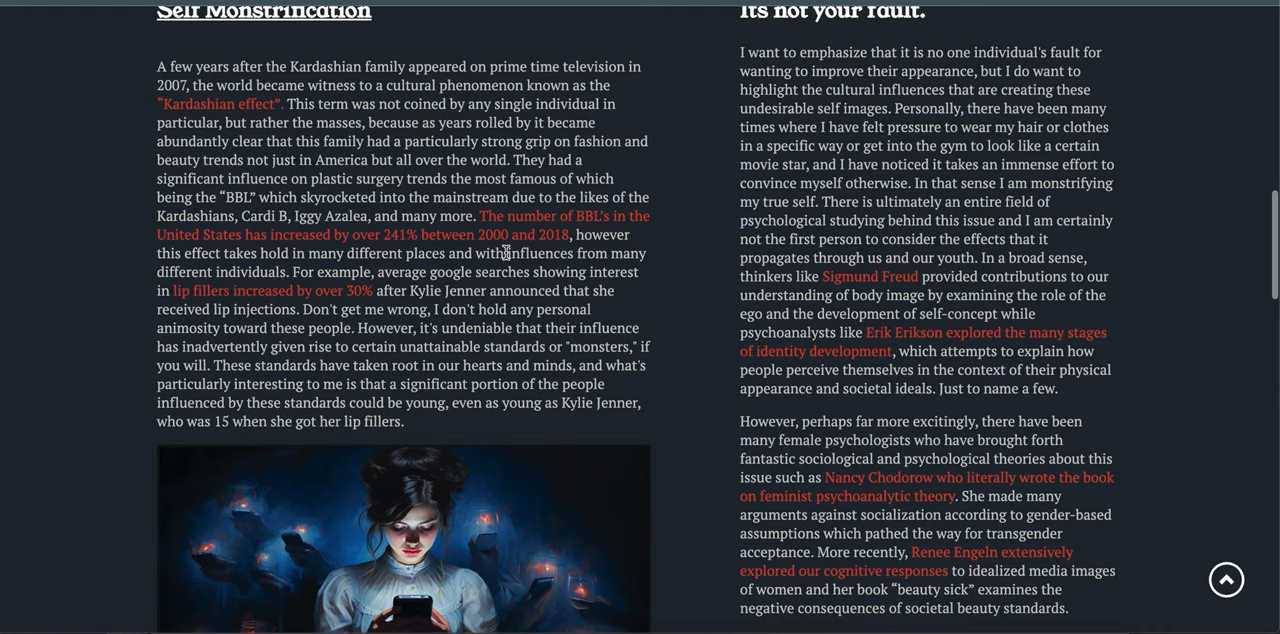 Self Monstrification
A few years after the Kardashian family appeared on prime time television in
2007, the world became witness to a cultural phenomenon known as the
“Kardashian effect”. This term was not coined by any single individual in
particular, but rather the masses, because as years rolled by it became
abundantly clear that this family had a particularly strong grip on fashion and
beauty trends not just in America but all over the world. They had a
significant influence on plastic surgery trends the most famous of which
being the “BBL” which skyrocketed into the mainstream due to the likes of the
Kardashians, Cardi B, Iggy Azalea, and many more. The number of BBL’s in the
United States has increased by over 241% between 2000 and 2018, however
this effect takes hold in many different places and with influences from many
different individuals. For example, average google searches showing interest
in lip fillers increased by over 30% after Kylie Jenner announced that she
received lip injections. Don't get me wrong, I don't hold any personal
animosity toward these people. However, it's undeniable that their influence
has inadvertently given rise to certain unattainable standards or "monsters," if
you will. These standards have taken root in our hearts and minds, and what's
particularly interesting to me is that a significant portion of the people
influenced by these standards could be young, even as young as Kylie Jenner,
who was 15 when she got her lip fillers.
Its not your fault.
I want to emphasize that it is no one individual's fault for
wanting to improve their appearance, but I do want to
highlight the cultural influences that are creating these
undesirable self images. Personally, there have been many
times where I have felt pressure to wear my hair or clothes
in a specific way or get into the gym to look like a certain
movie star, and I have noticed it takes an immense effort to
convince myself otherwise. In that sense I am monstrifying
my true self. There is ultimately an entire field of
psychological studying behind this issue and I am certainly
not the first person to consider the effects that it
propagates through us and our youth. In a broad sense,
thinkers like Sigmund Freud provided contributions to our
understanding of body image by examining the role of the
ego and the development of self-concept while
psychoanalysts like Erik Erikson explored the many stages
of identity development, which attempts to explain how
people perceive themselves in the context of their physical
appearance and societal ideals. Just to name a few.
However, perhaps far more excitingly, there have been
many female psychologists who have brought forth
fantastic sociological and psychological theories about this
issue such as Nancy Chodorow who literally wrote the book
on feminist psychoanalytic theory. She made many
arguments against socialization according to gender-based
assumptions which pathed the way for transgender
acceptance. More recently, Renee Engeln extensively
explored our cognitive responses to idealized media images
of women and her book “beauty sick” examines the
negative consequences of societal beauty standards.